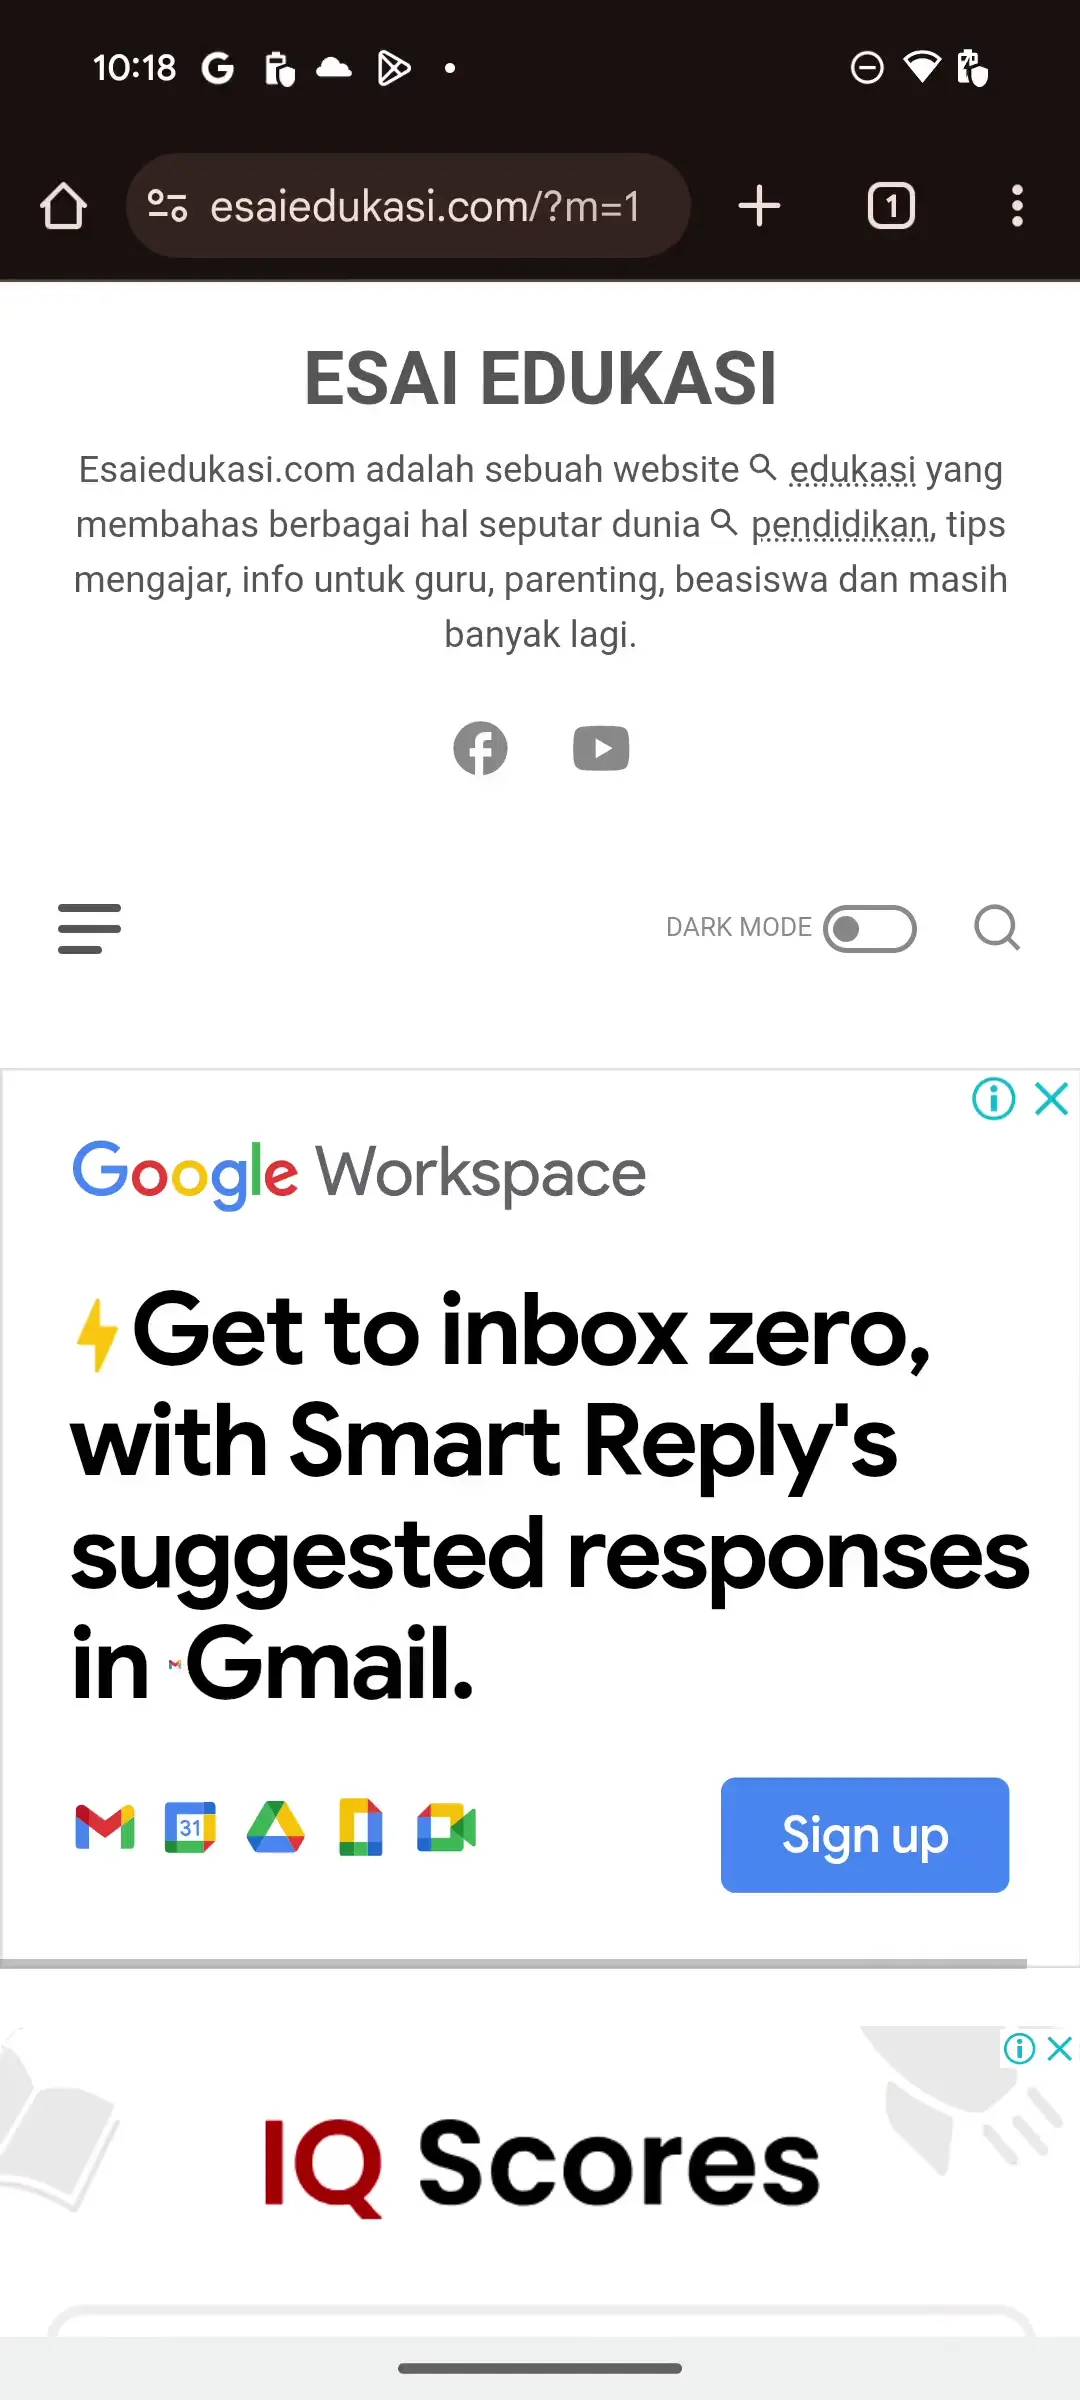 10:18
esaiedukasi.com/?m=1
1
ESAI EDUKASI
Esaiedukasi.com adalah sebuah website edukasi yang
membahas berbagai hal seputar dunia pendidikan, tips
mengajar, info untuk guru, parenting, beasiswa dan masih
banyak lagi.
DARK MODE
Google Workspace
⚡Get to inbox zero,
with Smart Reply's
suggested responses
in Gmail.
31
Sign up
IQ Scores